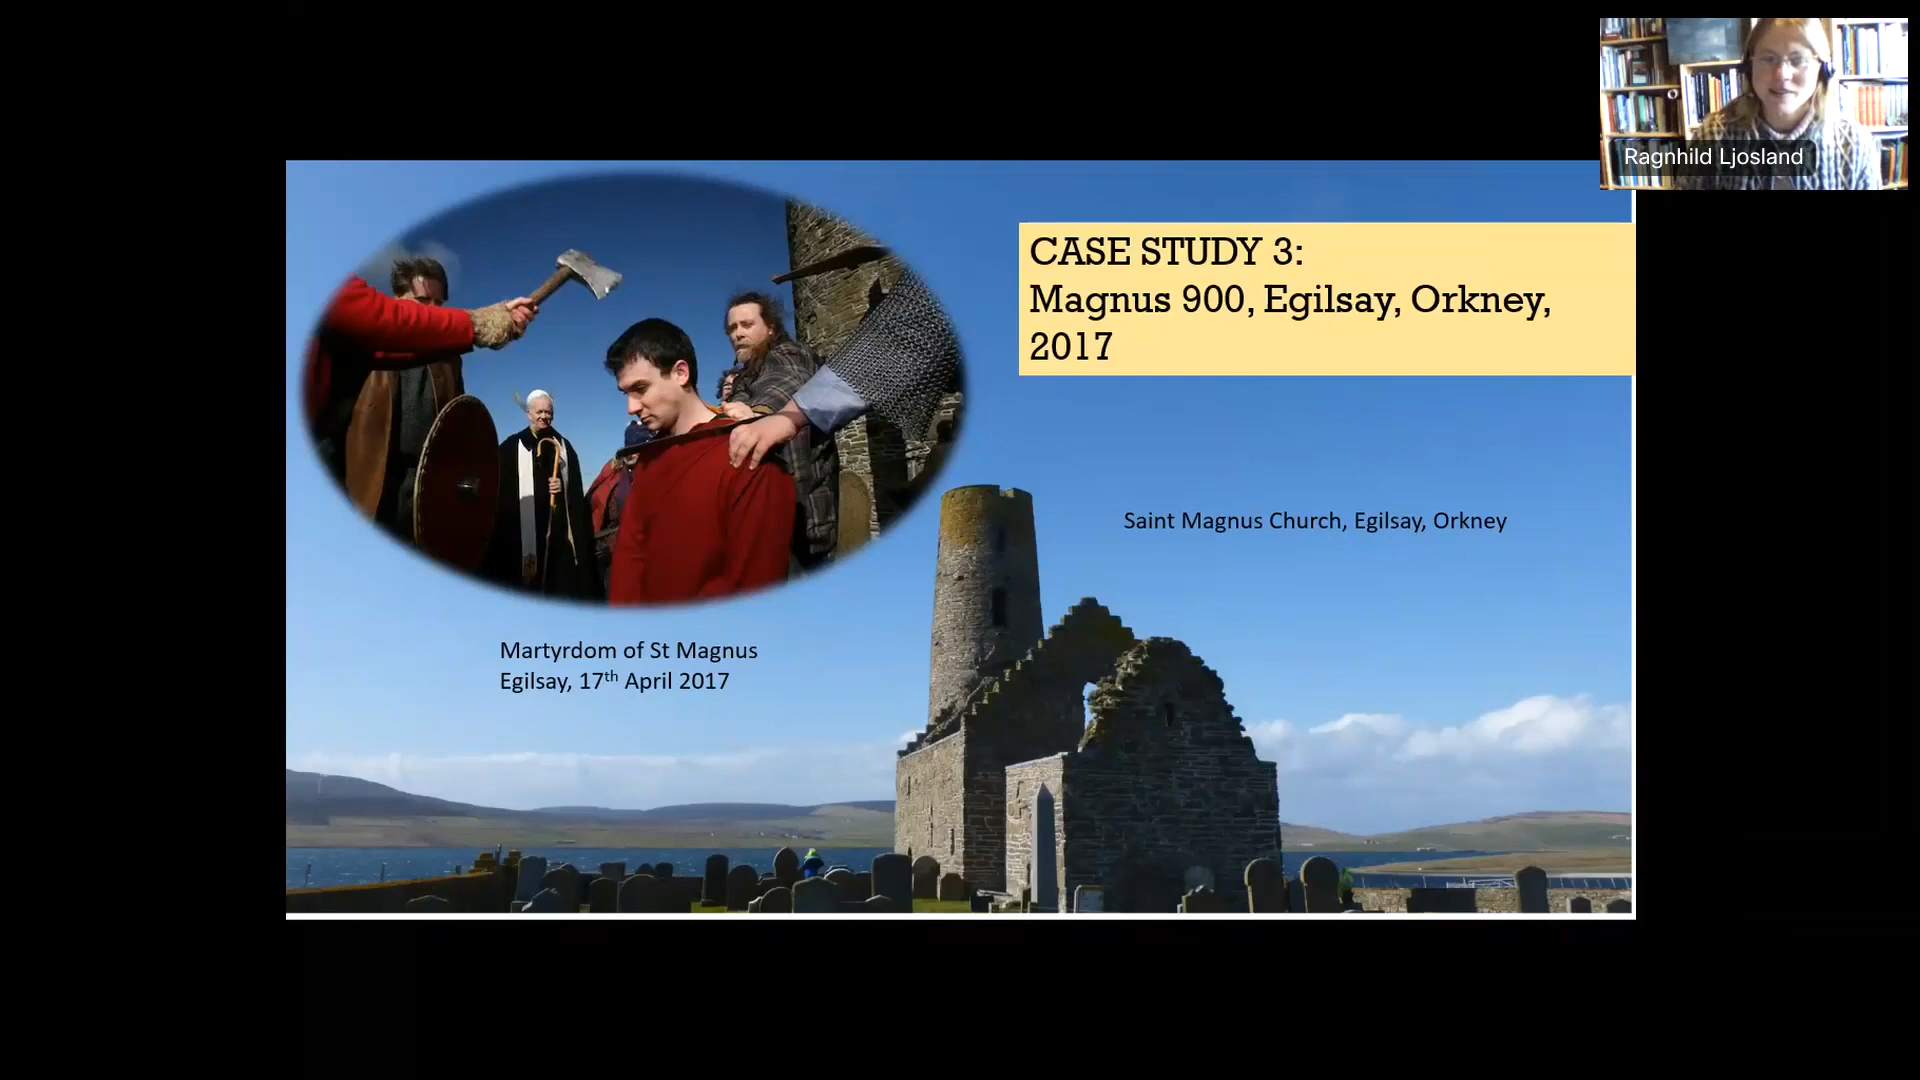 Ragnhild Ljosland
CASE STUDY 3:
Magnus 900, Egilsay, Orkney,
2017
Saint Magnus Church, Egilsay, Orkney
Martyrdom of St Magnus
Egilsay, 17th April 2017